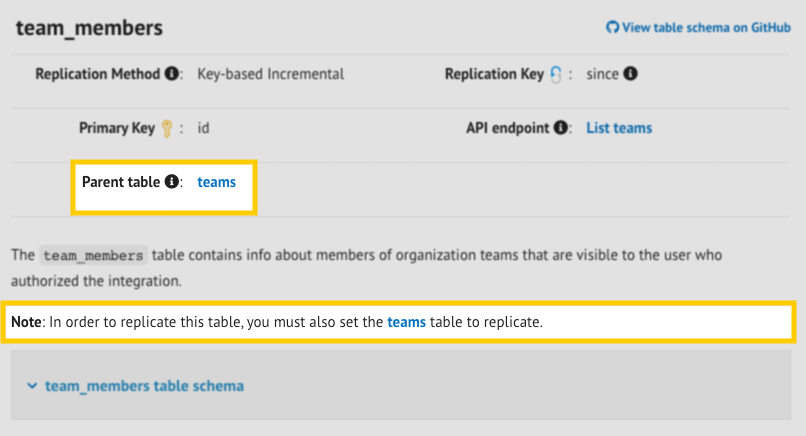 team_members
View table schema on GitHub
Replication Method : Key-based Incremental
Replication Key : since
Primary Key : id
API endpoint : List teams
Parent table : teams
The team_members table contains info about members of organization teams that are visible to the user who
authorized the integration.
Note: In order to replicate this table, you must also set the teams table to replicate.
team_members table schema